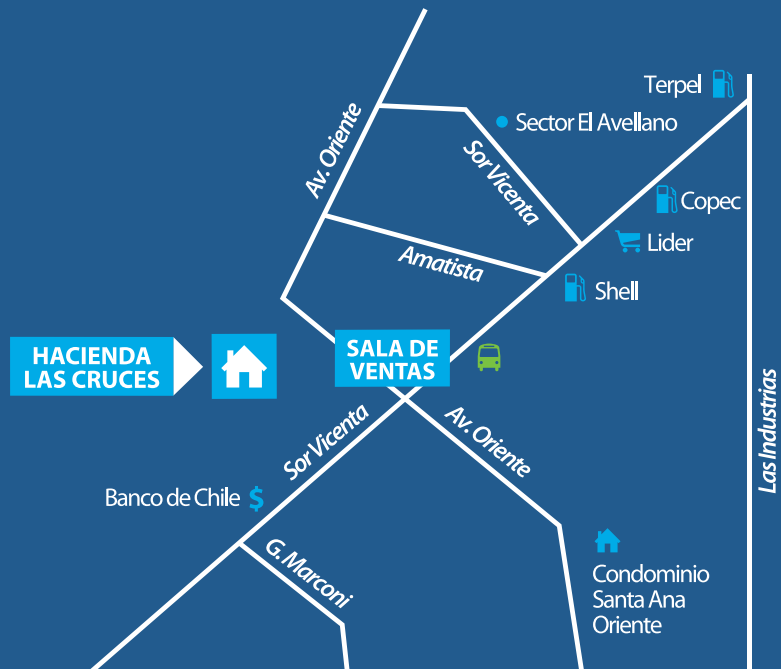 Terpel
Sector El Avellano
Av. Oriente
Sor Vicenta
Copec
Lider
Amatista
Shell
HACIENDA
LAS CRUCES
SALA DE
VENTAS
Las Industrias
Sor Vicenta
Av. Oriente
Banco de Chile $
G. Marconi
Condominio
Santa Ana
Oriente